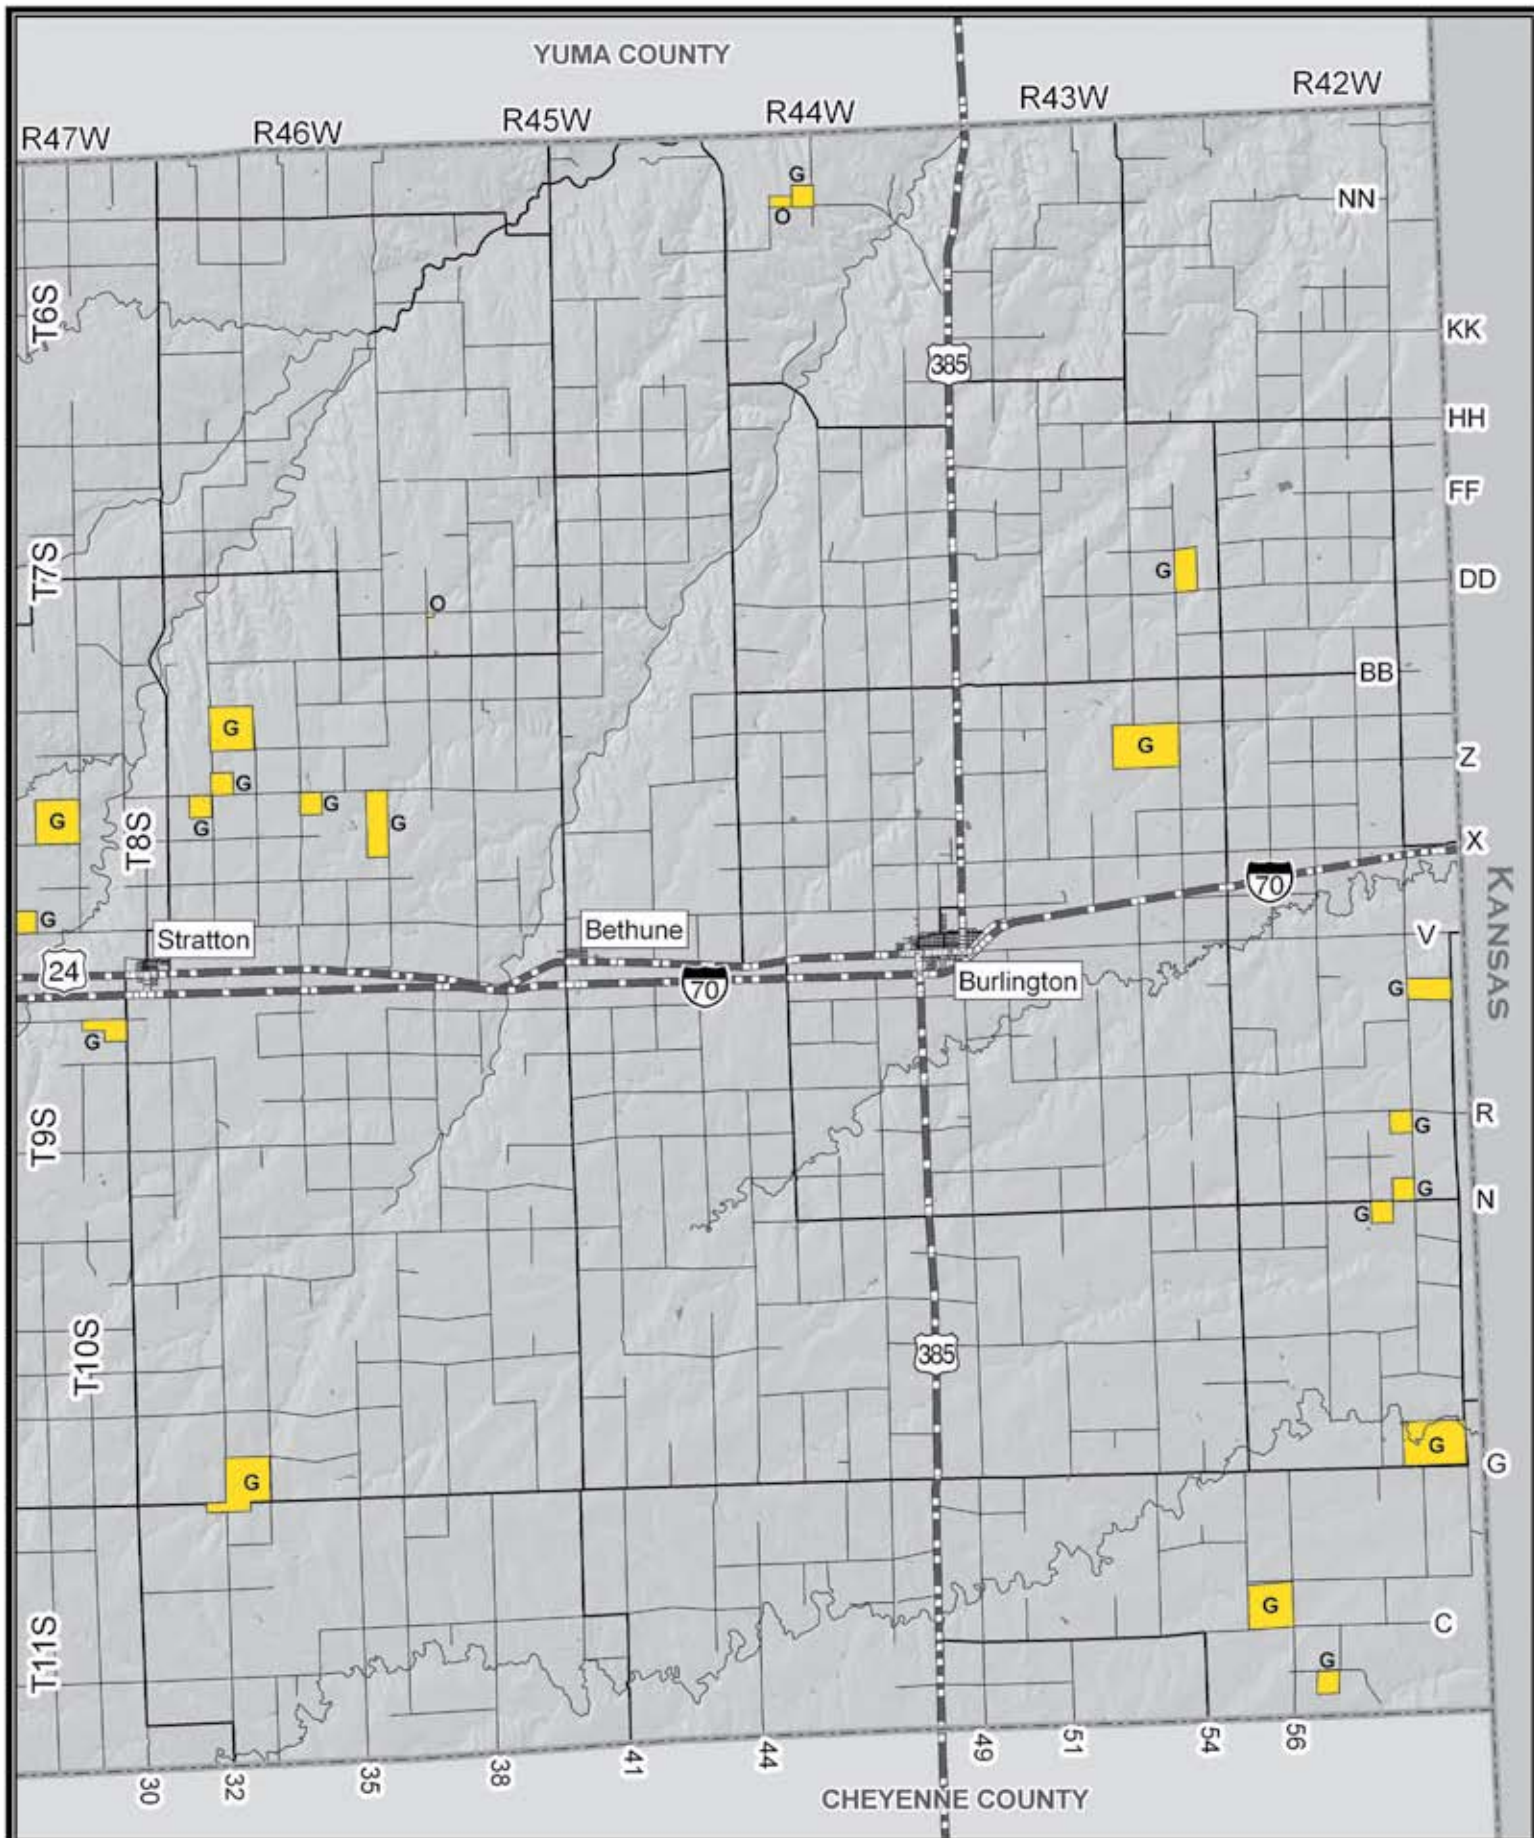 YUMA COUNTY
R47W
R46W
R45W
R44W
R43W
R42W
G
O
NN
T6S
KK
385
HH
FF
T7S
G
DD
O
BB
G
G
Z
G
G
G
G
G
G
T8S
X
70
KANSAS
G
Stratton
Bethune
V
24
70
Burlington
G
G
T9S
R
G
G
N
G
T10S
385
G
G
G
G
C
T11S
G
30
32
35
38
41
44
49
51
54
56
CHEYENNE COUNTY